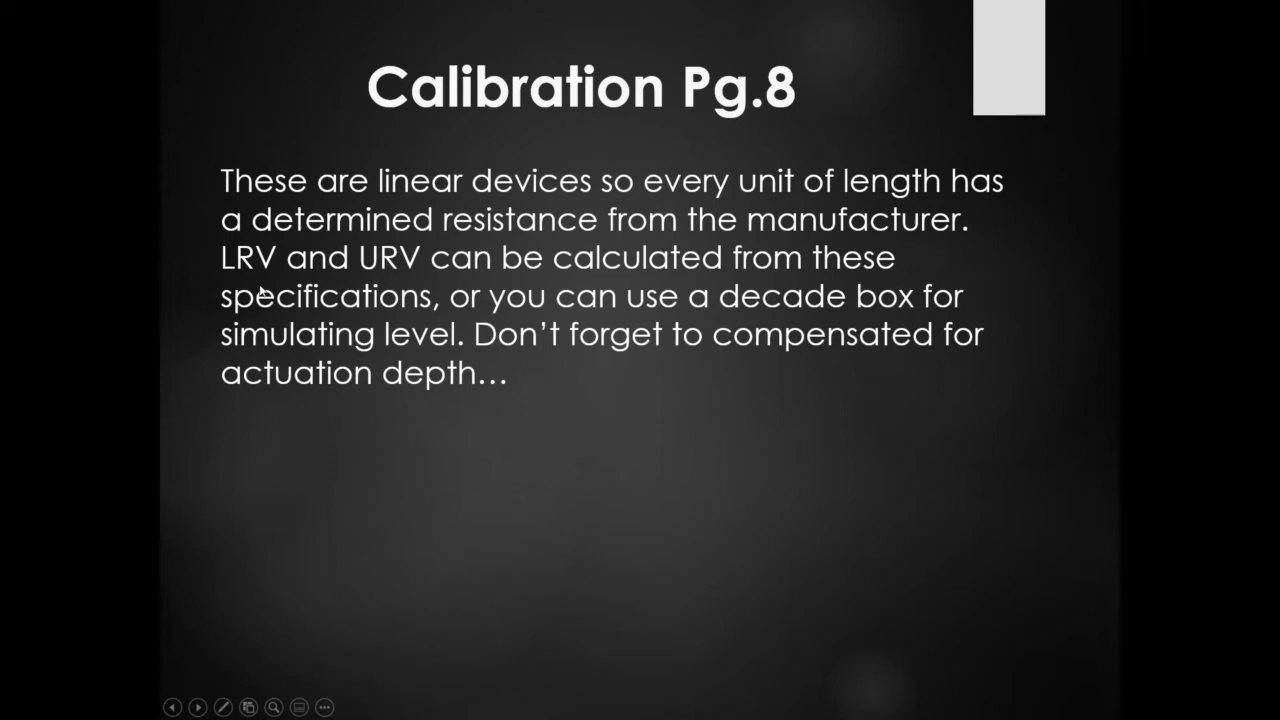 Calibration Pg.8
These are linear devices so every unit of length has
a determined resistance from the manufacturer.
LRV and URV can be calculated from these
specifications, or you can use a decade box for
simulating level. Don’t forget to compensated for
actuation depth…